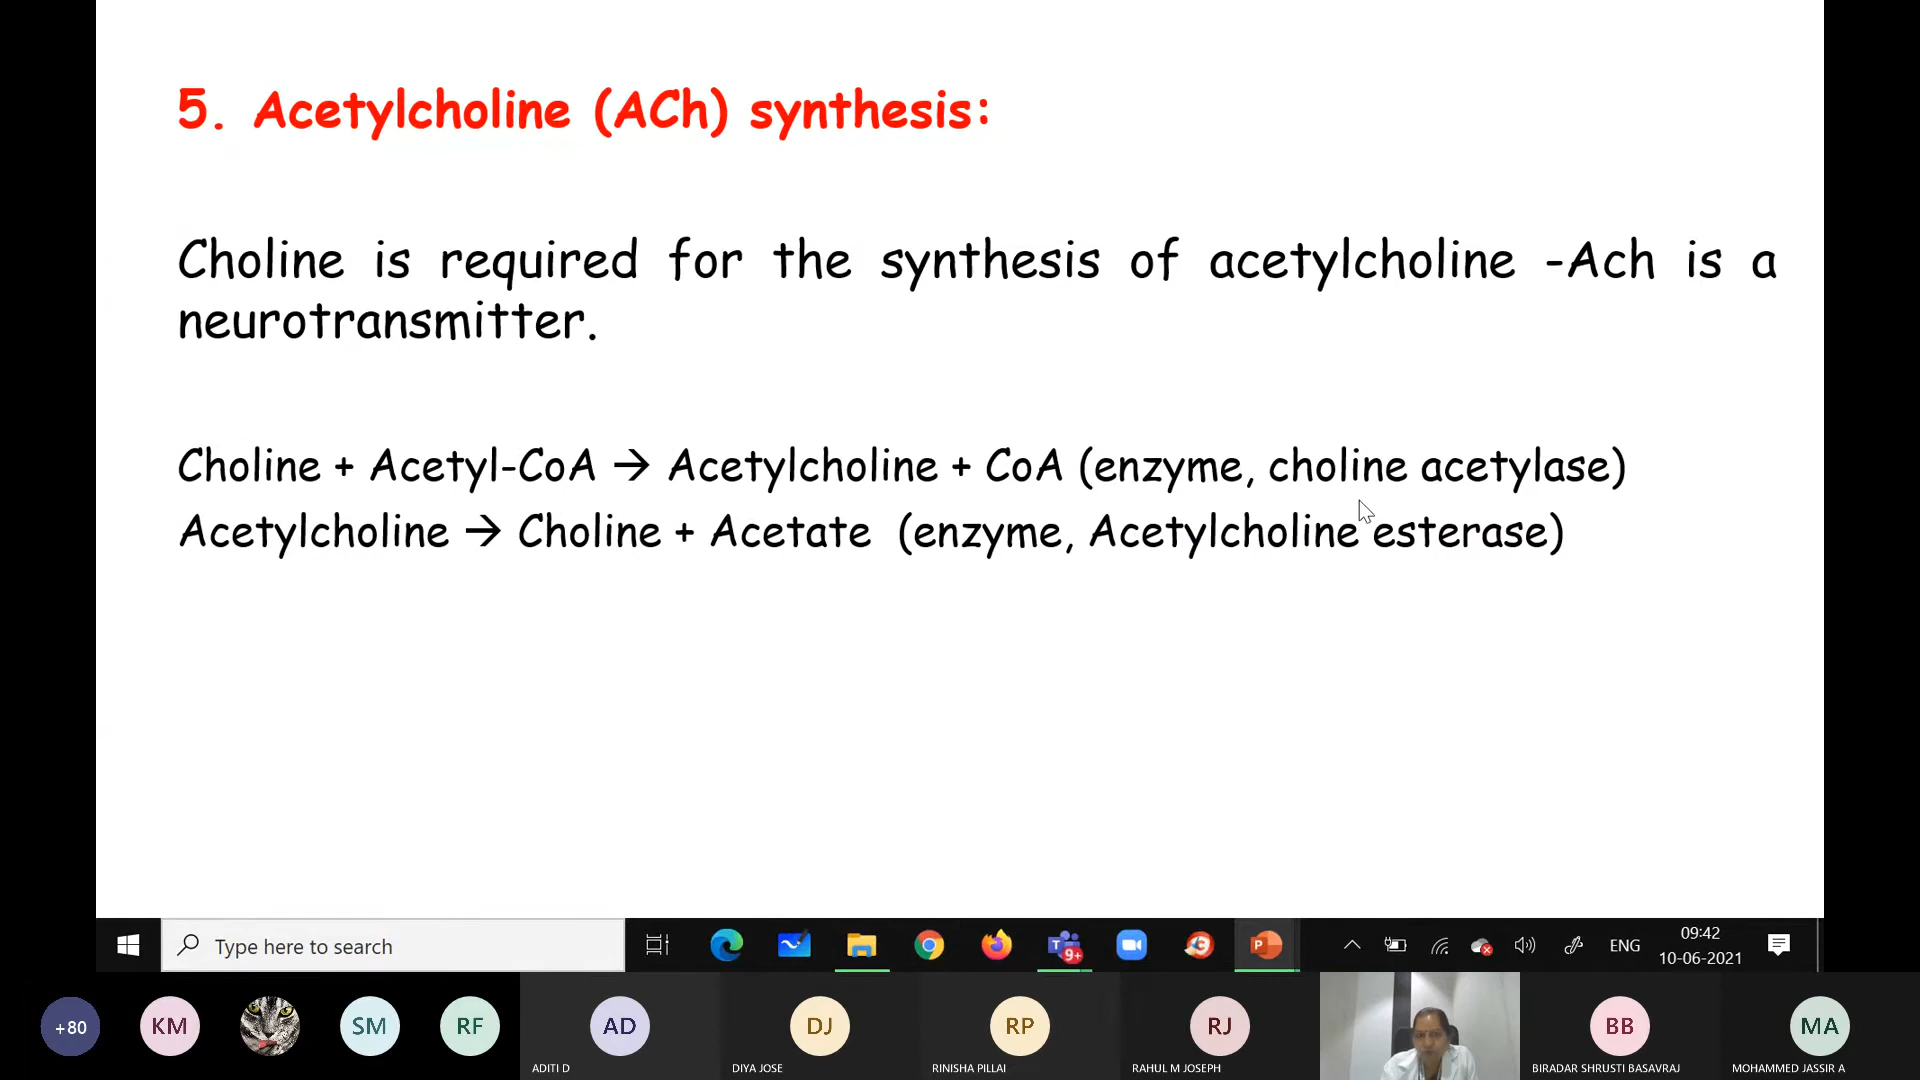 5. Acetylcholine (ACh) synthesis:
Choline is required for the synthesis of acetylcholine -Ach is a
neurotransmitter.
Choline + Acetyl-CoA → Acetylcholine + CoA (enzyme, choline acetylase)
Acetylcholine → Choline + Acetate (enzyme, Acetylcholine esterase)
Type here to search
T 9+
P
ENG
09:42
10-06-2021
+80
KM
SM
RF
AD
DJ
RP
RJ
BB
MA
ADITI D
DIYA JOSE
RINISHA PILLAI
RAHUL M JOSEPH
BIRADAR SHRUSTI BASAVRAJ
MOHAMMED JASSIR A